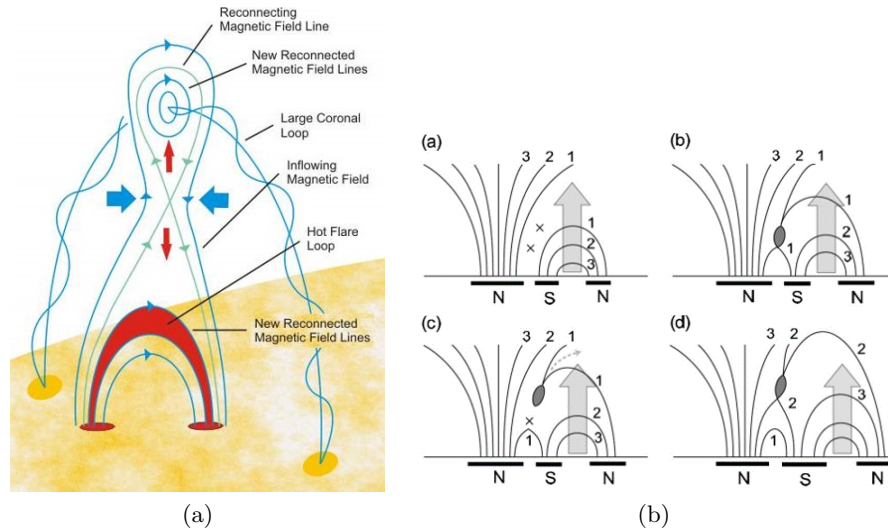 Reconnecting
Magnetic Field Line
New Reconnected
Magnetic Field Lines
Large Coronal
Loop
Inflowing
Magnetic Field
Hot Flare
Loop
New Reconnected
Magnetic Field Lines
(a)
(a)
3 2 1
1
2
3
N S N
(b)
3 2 1
1
1
2
3
N S N
(c)
3 2 1
1
2
1
3
N S N
(d)
3 2
2
3
2
1
N S N
(b)